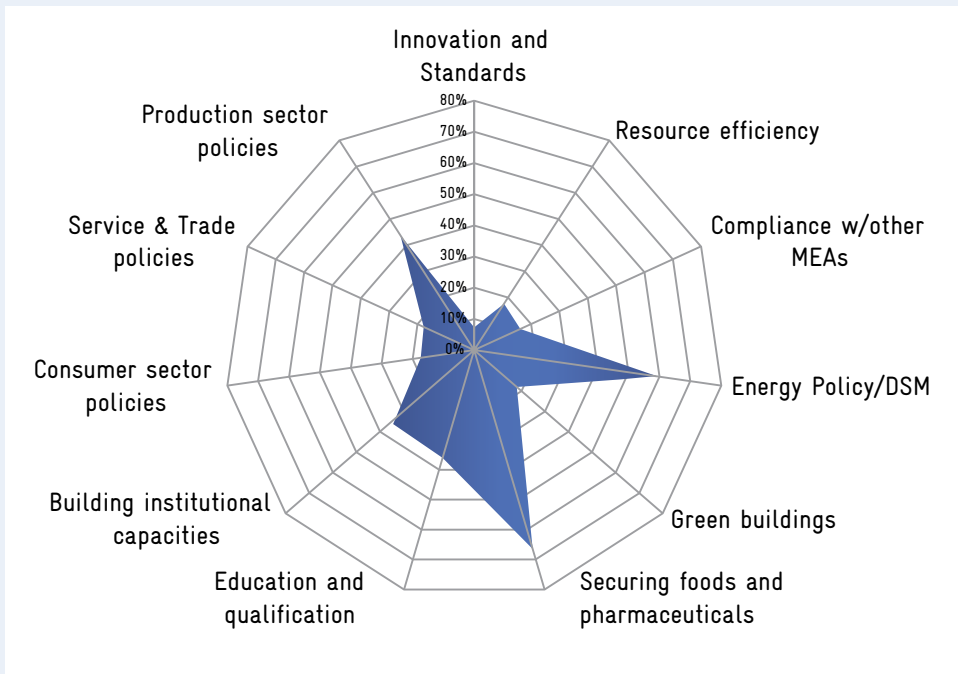 Innovation and
Standards
80%
70%
60%
50%
40%
30%
20%
10%
0%
Resource efficiency
Compliance w/other
MEAs
Energy Policy/DSM
Green buildings
Securing foods and
pharmaceuticals
Education and
qualification
Building institutional
capacities
Consumer sector
policies
Service & Trade
policies
Production sector
policies